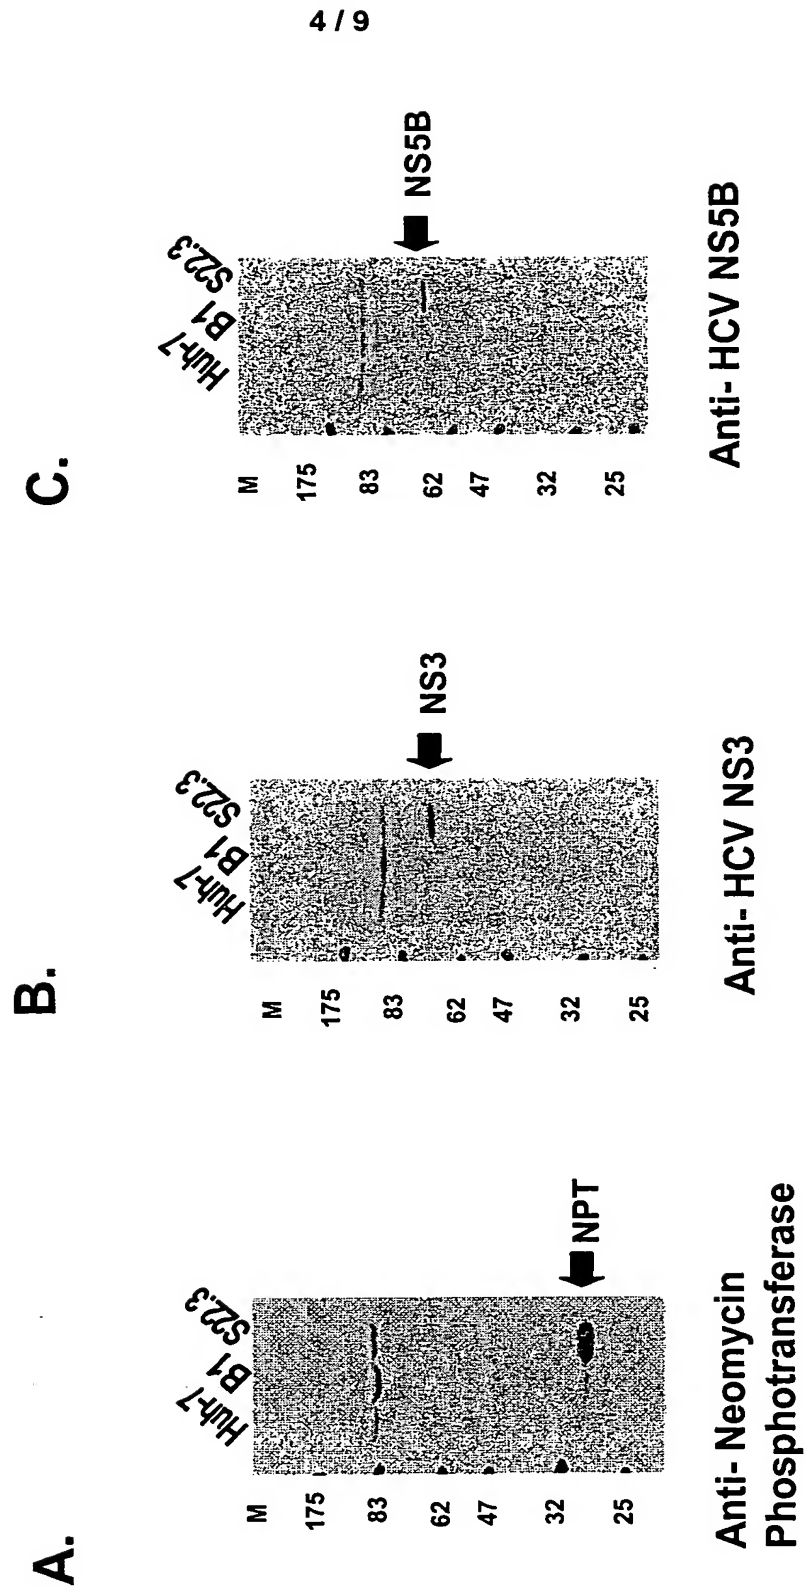 4 / 9
A.
Huh-7 B1 S22.3
M
175
83
62
47
32
25
NPT
Anti- Neomycin
Phosphotransferase
B.
Huh-7 B1 S22.3
M
175
83
62
47
32
25
NS3
Anti- HCV NS3
C.
Huh-7 B1 S22.3
M
175
83
62
47
32
25
NS5B
Anti- HCV NS5B